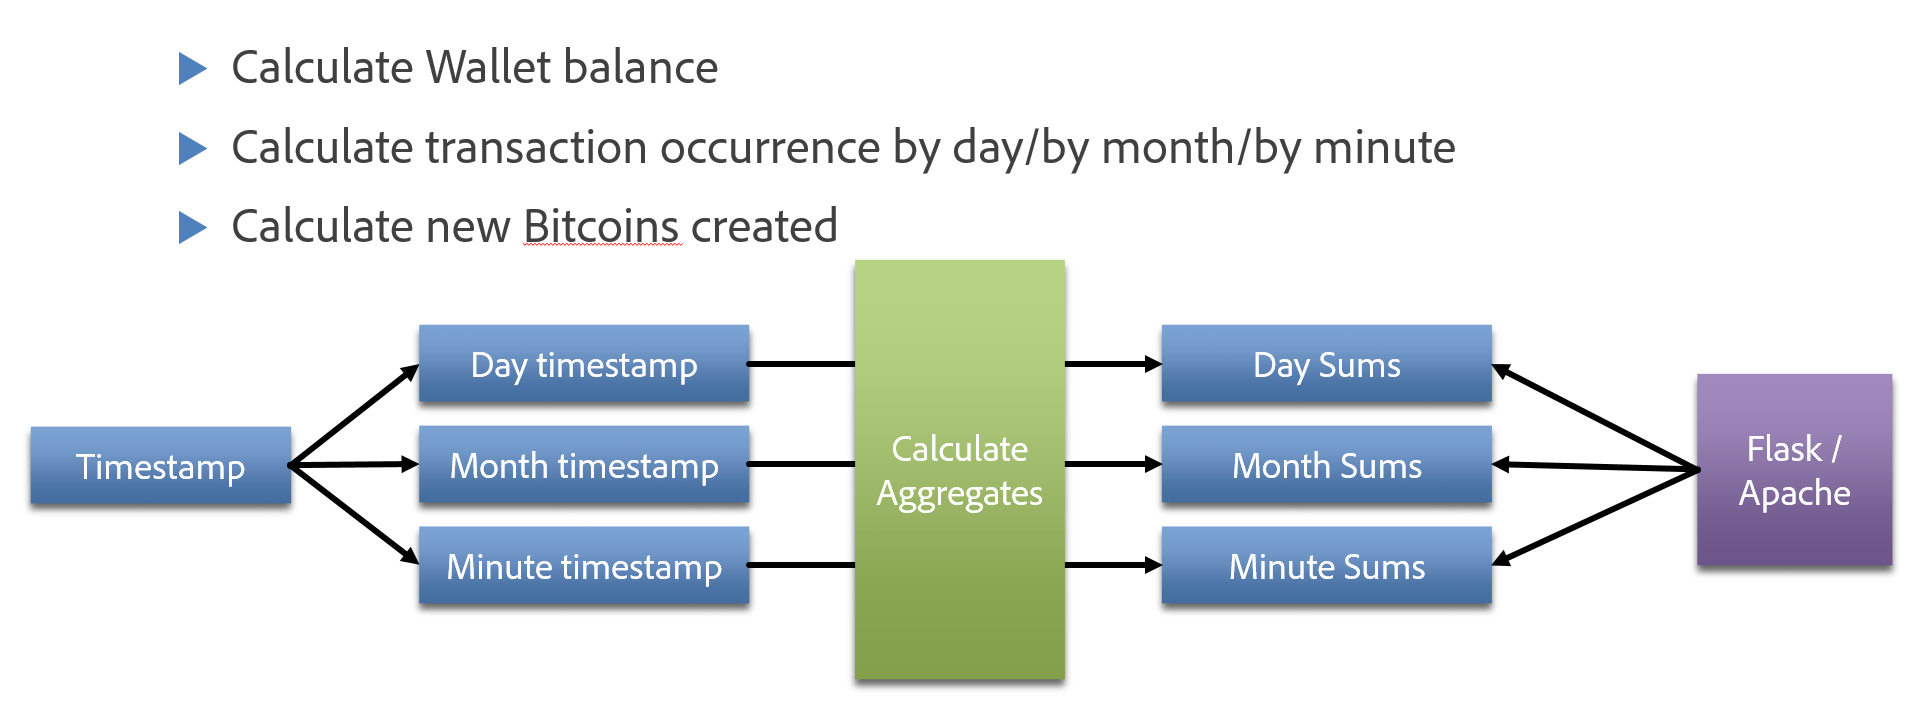 Calculate Wallet balance
Calculate transaction occurrence by day/by month/by minute
Calculate new Bitcoins created
Timestamp
Day timestamp
Month timestamp
Minute timestamp
Calculate
Aggregates
Day Sums
Month Sums
Minute Sums
Flask /
Apache